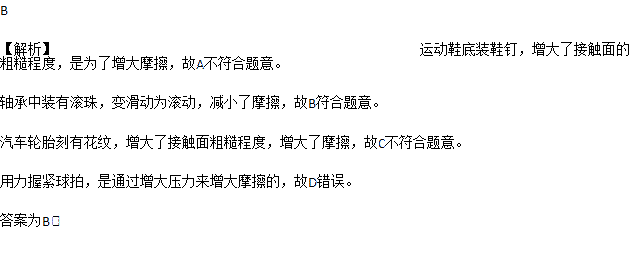 B
【解析】 运动鞋底装鞋钉，增大了接触面的
粗糙程度，是为了增大摩擦，故A不符合题意。
轴承中装有滚珠，变滑动为滚动，减小了摩擦，故B符合题意。
汽车轮胎刻有花纹，增大了接触面粗糙程度，增大了摩擦，故C不符合题意。
用力握紧球拍，是通过增大压力来增大摩擦的，故D错误。
答案为B